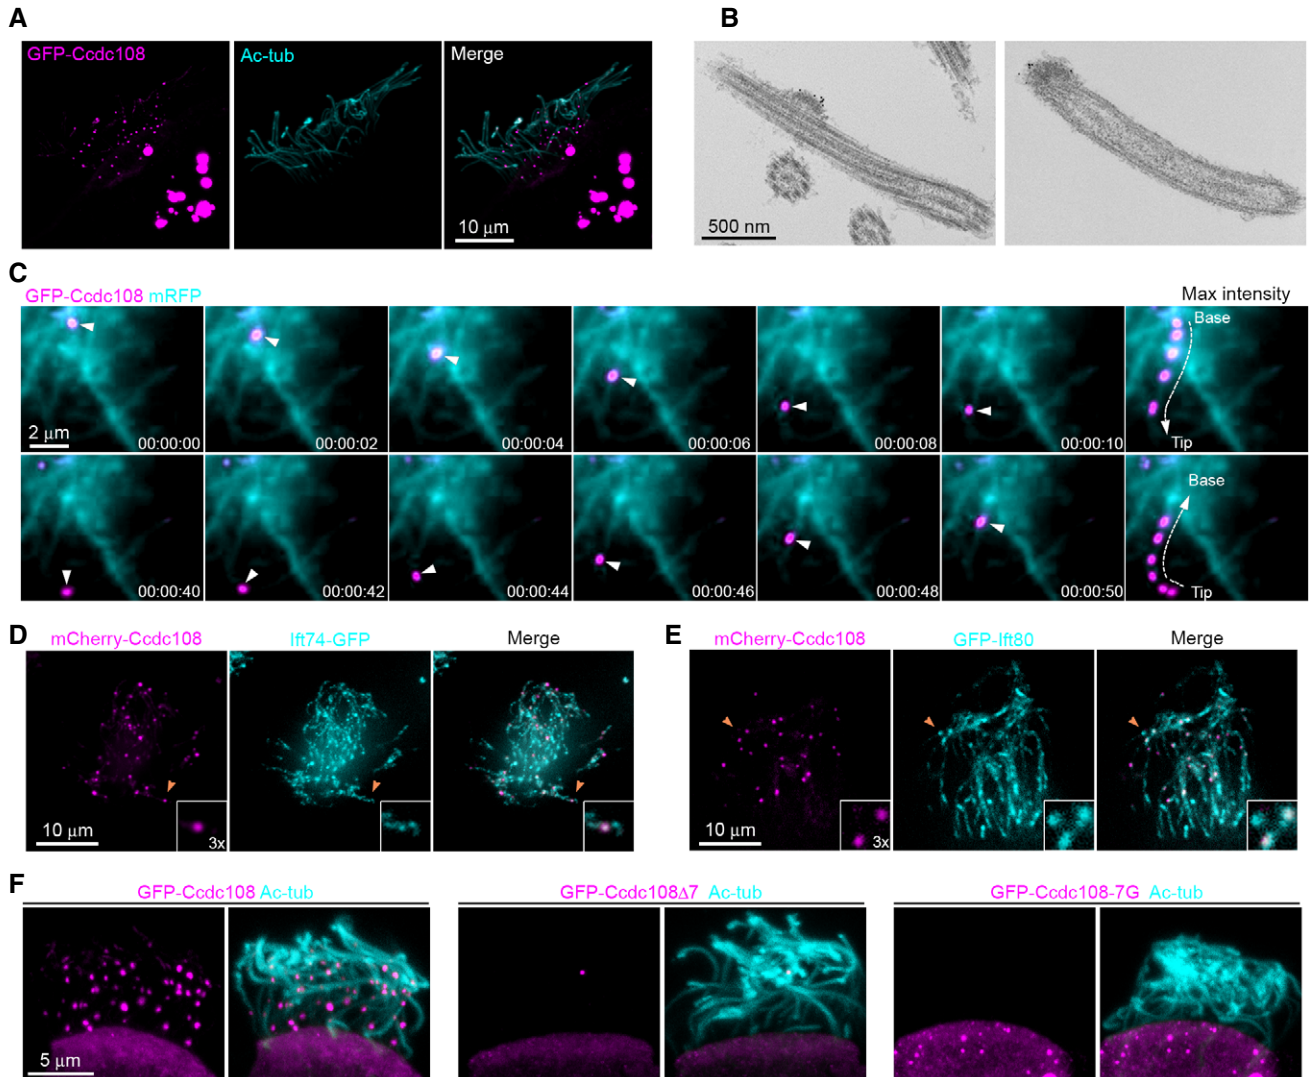 A
B
GFP-Ccdc108
Ac-tub
Merge
10 μm
500 nm
C
GFP-Ccdc108 mRFP
Max intensity
Base
2 μm
00:00:00
00:00:02
00:00:04
00:00:06
00:00:08
00:00:10
Tip
Base
00:00:40
00:00:42
00:00:44
00:00:46
00:00:48
00:00:50
Tip
D
mCherry-Ccdc108
Ift74-GFP
Merge
10 μm
3x
E
mCherry-Ccdc108
GFP-Ift80
Merge
10 μm
3x
F
GFP-Ccdc108 Ac-tub
GFP-Ccdc108Δ7 Ac-tub
GFP-Ccdc108-7G Ac-tub
5 μm